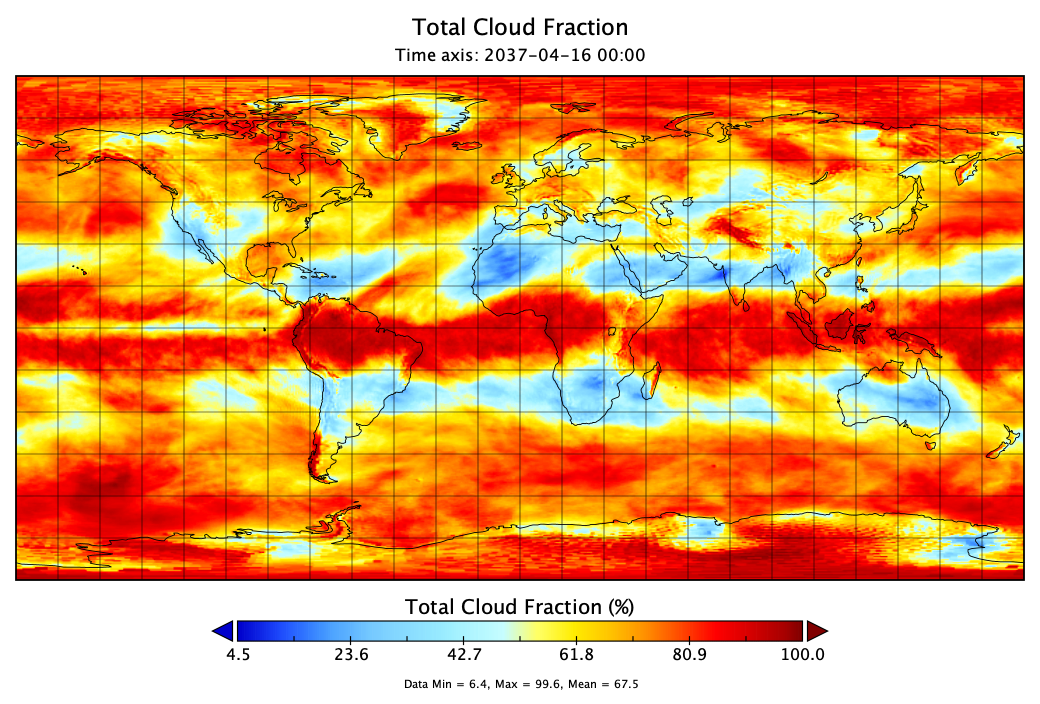 Total Cloud Fraction
Time axis: 2037-04-16 00:00
Total Cloud Fraction (%)
4.5 23.6 42.7 61.8 80.9 100.0
Data Min = 6.4, Max = 99.6, Mean = 67.5